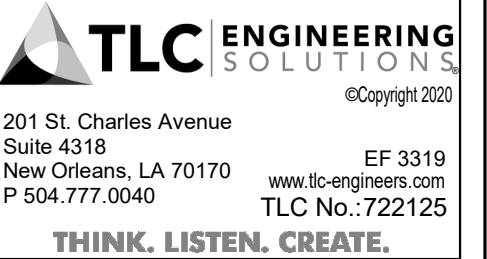 TLC ENGINEERING
SOLUTIONS®
©Copyright 2020
201 St. Charles Avenue
Suite 4318
New Orleans, LA 70170
P 504.777.0040
EF 3319
www.tlc-engineers.com
TLC No.:722125
THINK. LISTEN. CREATE.